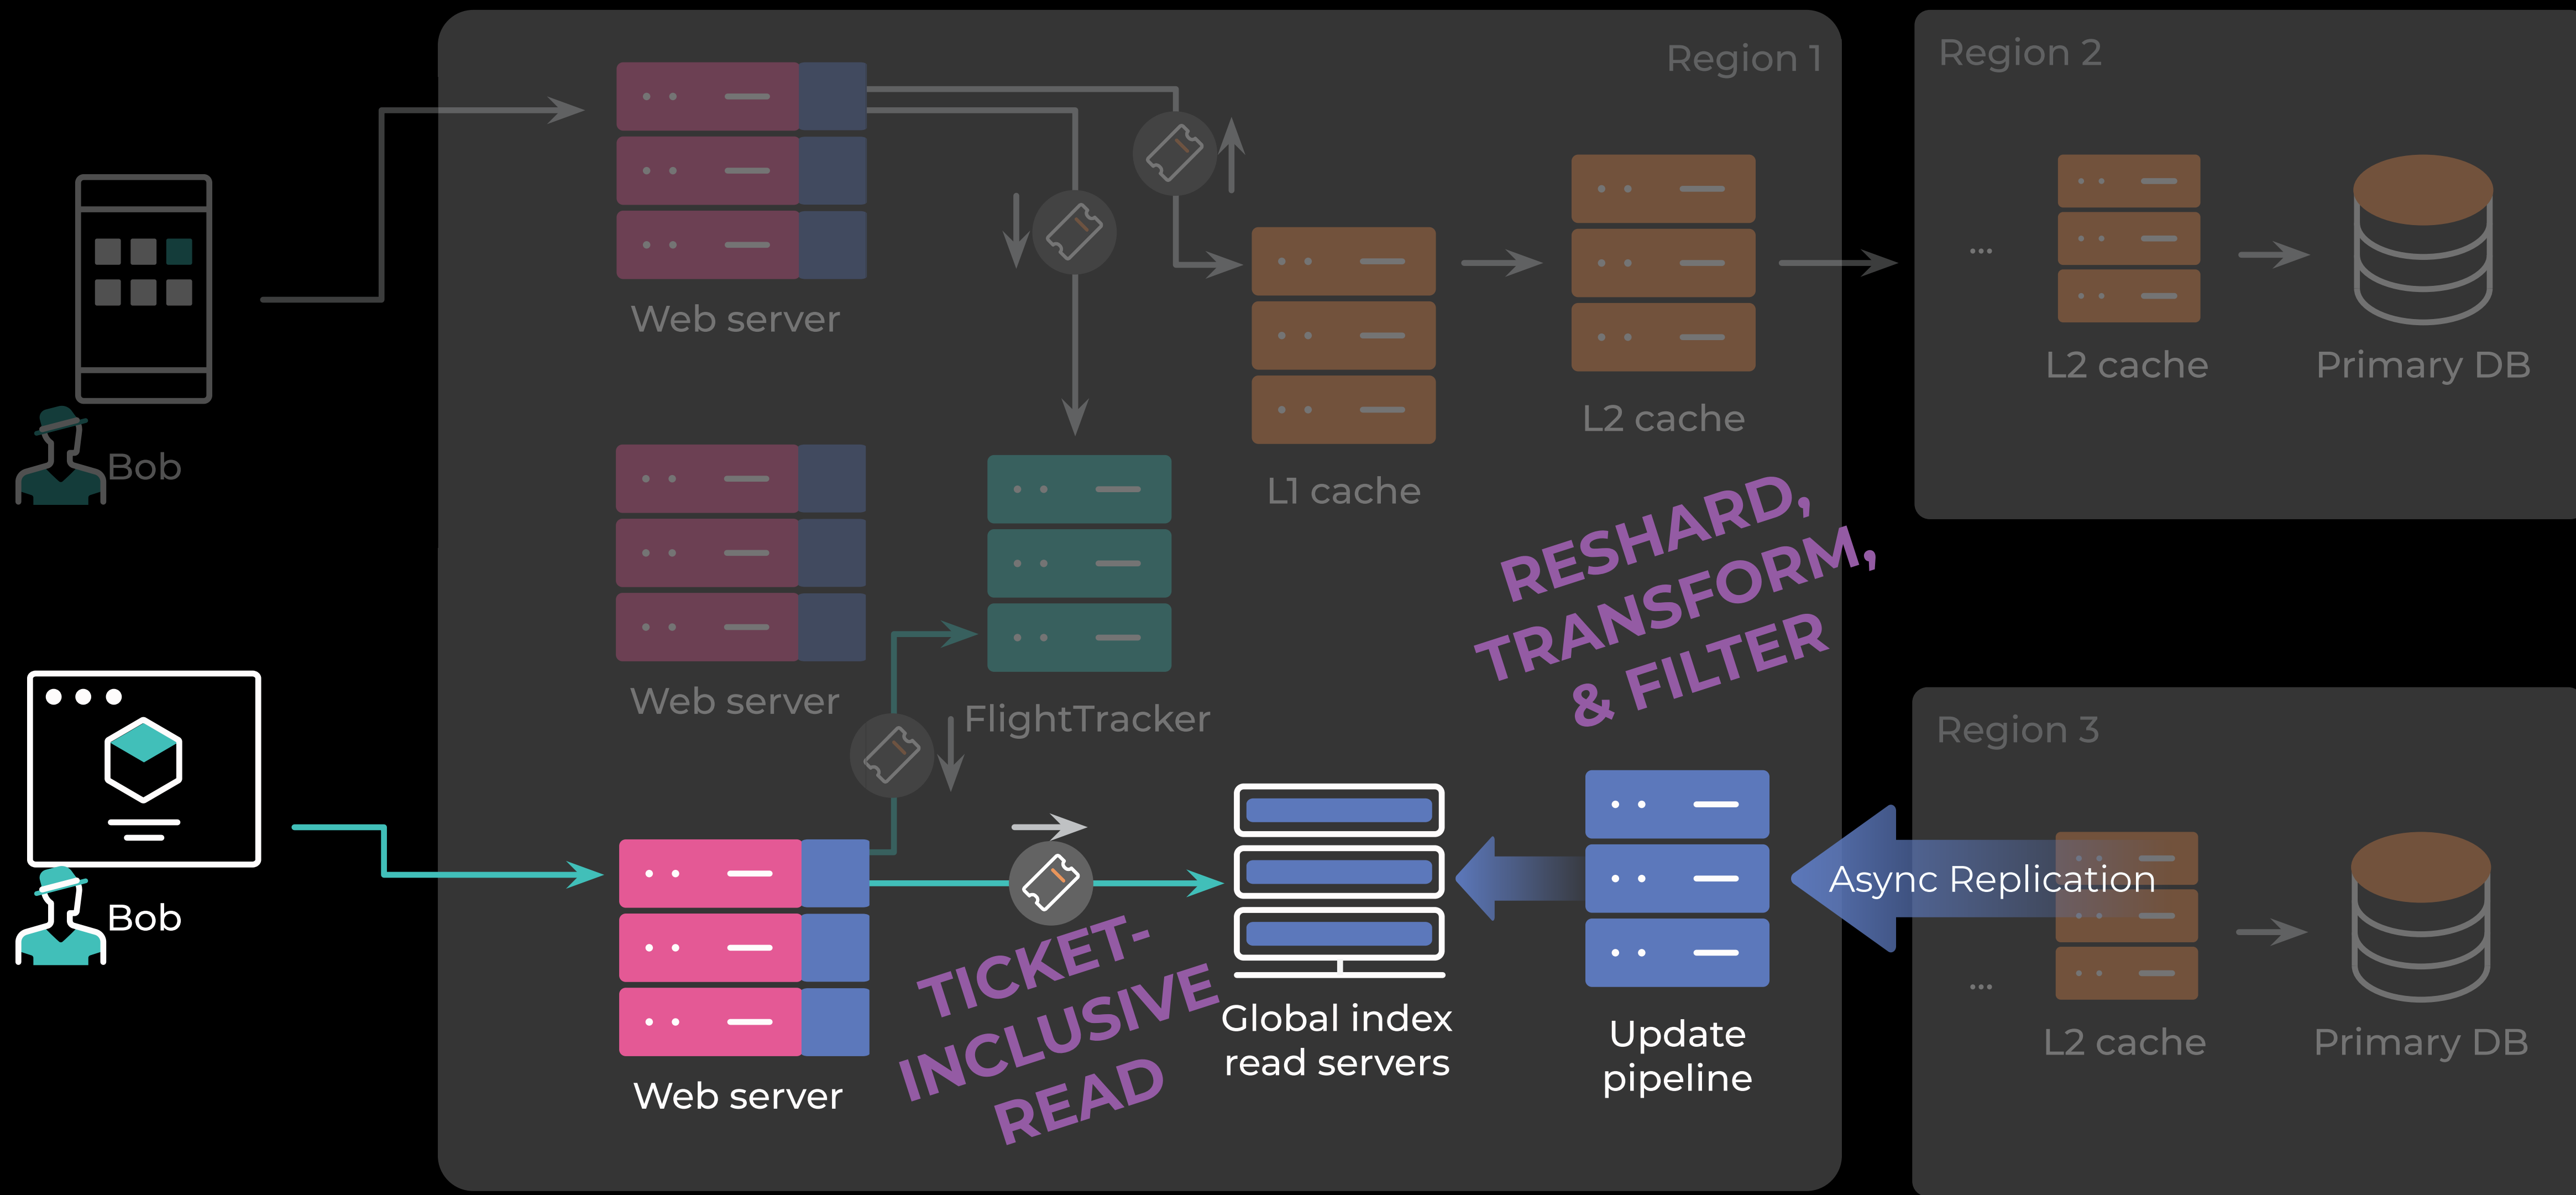 Region 1
Region 2
Web server
...
L2 cache
Primary DB
L2 cache
Bob
L1 cache
RESHARD,
TRANSFORM,
& FILTER
Web server
FlightTracker
Region 3
Async Replication
Bob
TICKET-
INCLUSIVE
READ
...
Global index
read servers
Update
pipeline
L2 cache
Primary DB
Web server